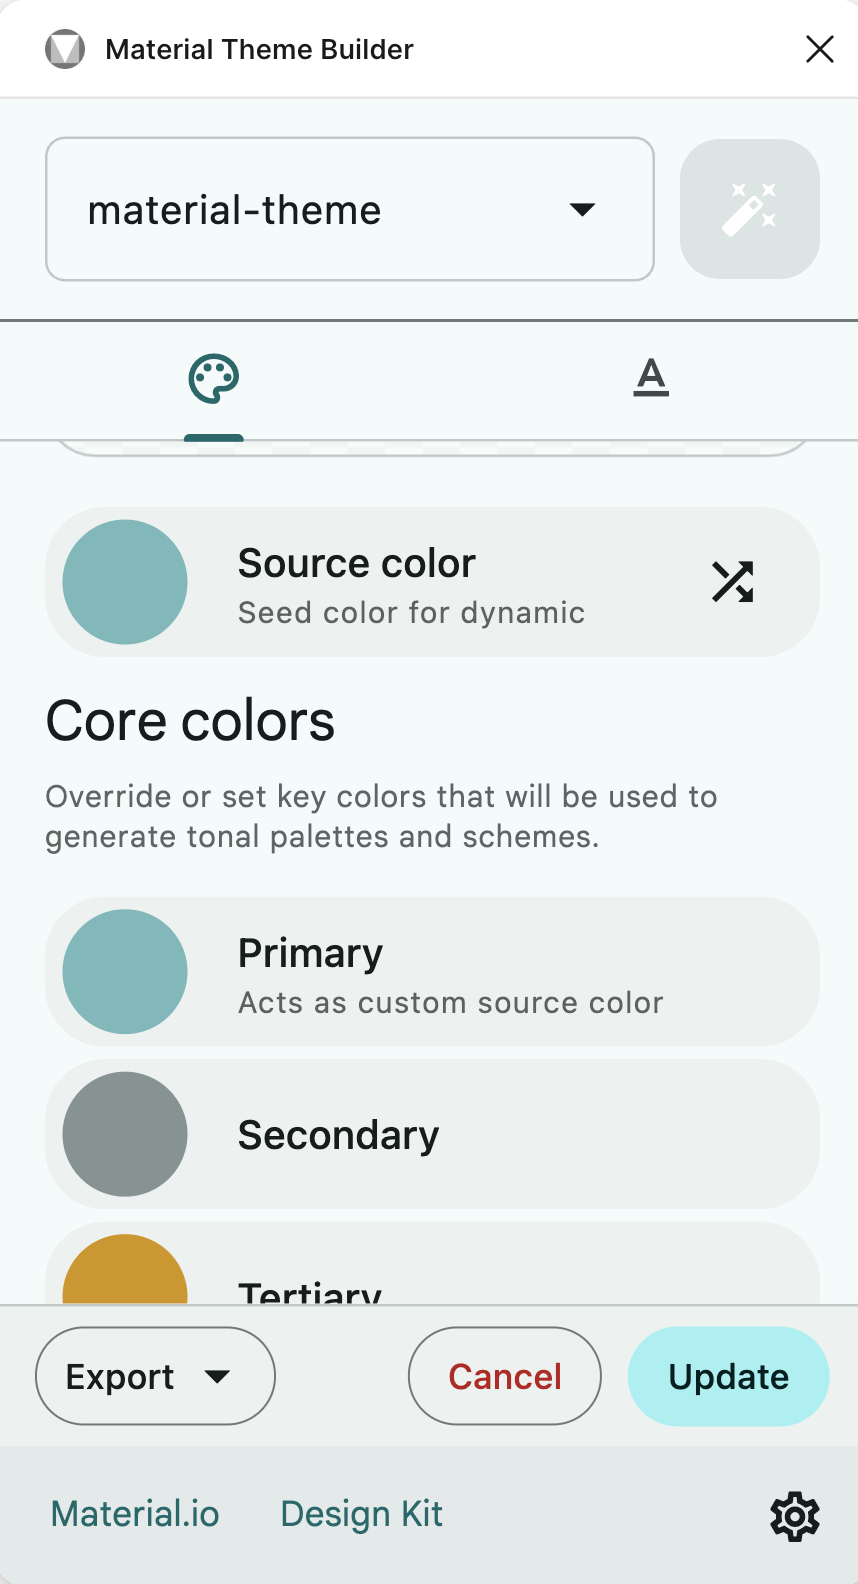 Material Theme Builder
material-theme
A
Source color
Seed color for dynamic
Core colors
Override or set key colors that will be used to
generate tonal palettes and schemes.
Primary
Acts as custom source color
Secondary
Tertiary
Export
Cancel
Update
Material.io
Design Kit